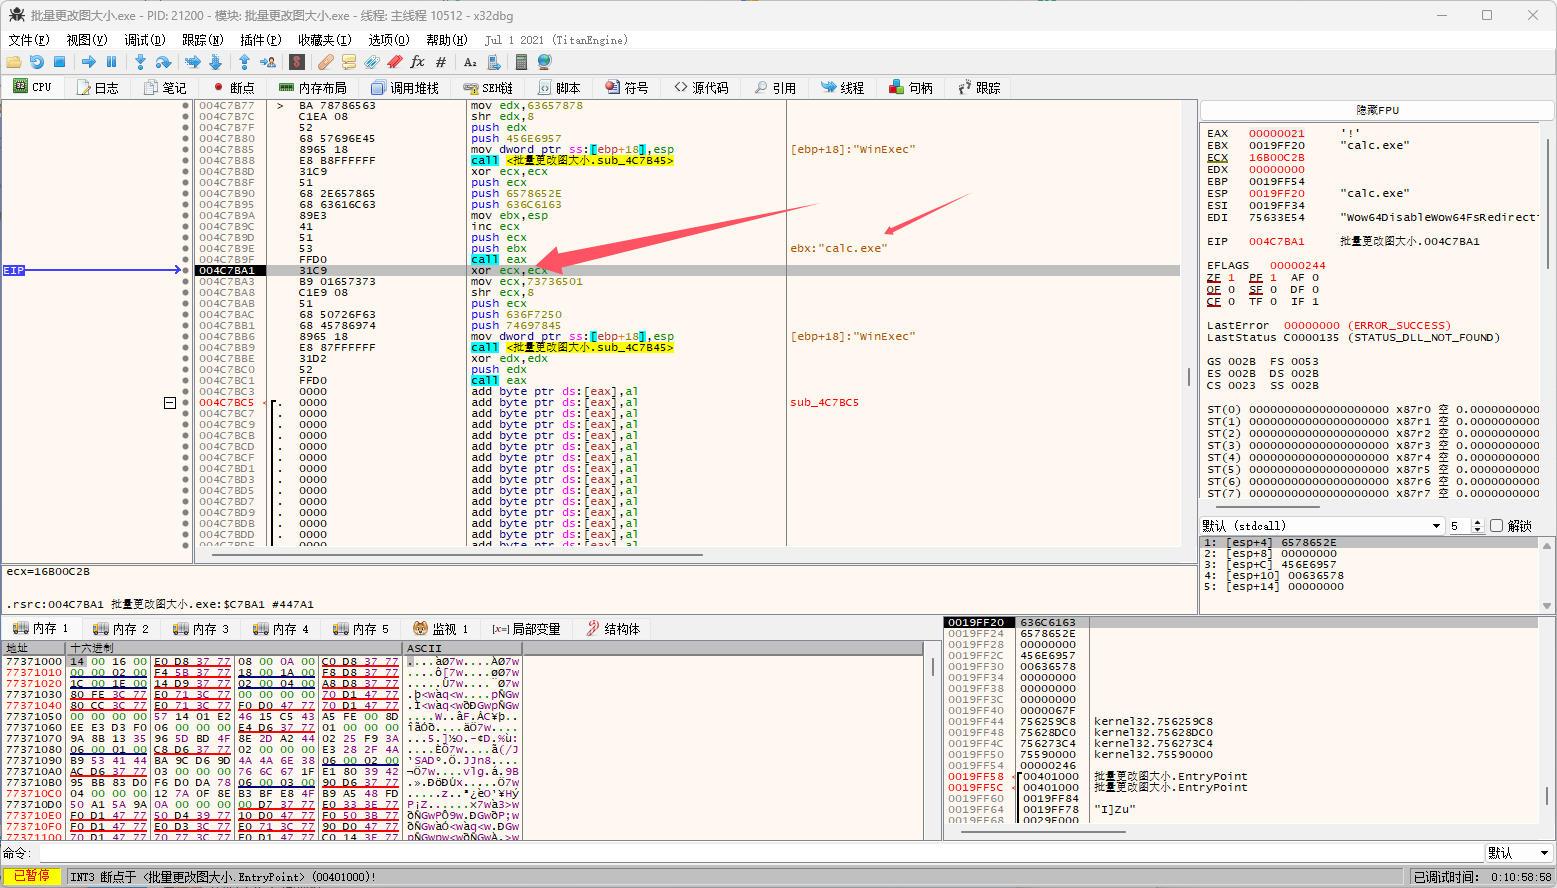 批量更改图大小.exe - PID: 21200 - 模块: 批量更改图大小.exe - 线程: 主线程 10512 - x32dbg
文件(F) 视图(V) 调试(D) 跟踪(N) 插件(P) 收藏夹(I) 选项(O) 帮助(H) Jul 1 2021 (TitanEngine)
CPU 日志 笔记 断点 内存布局 调用堆栈 SEH链 脚本 符号 源代码 引用 线程 句柄 跟踪
004C7B77 > BA 78786563 mov edx,63657878
004C7B7C C1EA 08 shr edx,8
004C7B7F 52 push edx
004C7B80 68 57696E45 push 456E6957
004C7B85 8965 18 mov dword ptr ss:[ebp+18],esp [ebp+18]:"WinExec"
004C7B88 E8 B8FFFFFF call <批量更改图大小.sub_4C7B45>
004C7B8D 31C9 xor ecx,ecx
004C7B8F 51 push ecx
004C7B90 68 2E657865 push 6578652E
004C7B95 68 63616C63 push 636C6163
004C7B9A 89E3 mov ebx,esp
004C7B9C 41 inc ecx
004C7B9D 51 push ecx
004C7B9E 53 push ebx ebx:"calc.exe"
004C7B9F FFD0 call eax
EIP 004C7BA1 31C9 xor ecx,ecx
004C7BA3 B9 01657373 mov ecx,73736501
004C7BA8 C1E9 08 shr ecx,8
004C7BAB 51 push ecx
004C7BAC 68 50726F63 push 636F7250
004C7BB1 68 45786974 push 74697845
004C7BB6 8965 18 mov dword ptr ss:[ebp+18],esp [ebp+18]:"WinExec"
004C7BB9 E8 87FFFFFF call <批量更改图大小.sub_4C7B45>
004C7BBE 31D2 xor edx,edx
004C7BC0 52 push edx
004C7BC1 FFD0 call eax
004C7BC3 0000 add byte ptr ds:[eax],al
004C7BC5 0000 add byte ptr ds:[eax],al sub_4C7BC5
004C7BC7 0000 add byte ptr ds:[eax],al
004C7BC9 0000 add byte ptr ds:[eax],al
004C7BCB 0000 add byte ptr ds:[eax],al
004C7BCD 0000 add byte ptr ds:[eax],al
004C7BCF 0000 add byte ptr ds:[eax],al
004C7BD1 0000 add byte ptr ds:[eax],al
004C7BD3 0000 add byte ptr ds:[eax],al
004C7BD5 0000 add byte ptr ds:[eax],al
004C7BD7 0000 add byte ptr ds:[eax],al
004C7BD9 0000 add byte ptr ds:[eax],al
004C7BDB 0000 add byte ptr ds:[eax],al
004C7BDD 0000 add byte ptr ds:[eax],al
隐藏FPU
EAX 00000021 '!'
EBX 0019FF20 "calc.exe"
ECX 16B00C2B
EDX 00000000
EBP 0019FF54
ESP 0019FF20 "calc.exe"
ESI 0019FF34
EDI 75633E54 "Wow64DisableWow64FsRedirecti
EIP 004C7BA1 批量更改图大小.004C7BA1
EFLAGS 00000244
ZF 1 PF 1 AF 0
OF 0 SF 0 DF 0
CF 0 TF 0 IF 1
LastError 00000000 (ERROR_SUCCESS)
LastStatus C0000135 (STATUS_DLL_NOT_FOUND)
GS 002B FS 0053
ES 002B DS 002B
CS 0023 SS 002B
ST(0) 00000000000000000000 x87r0 空 0.0000000000
ST(1) 00000000000000000000 x87r1 空 0.0000000000
ST(2) 00000000000000000000 x87r2 空 0.0000000000
ST(3) 00000000000000000000 x87r3 空 0.0000000000
ST(4) 00000000000000000000 x87r4 空 0.0000000000
ST(5) 00000000000000000000 x87r5 空 0.0000000000
ST(6) 00000000000000000000 x87r6 空 0.0000000000
ST(7) 00000000000000000000 x87r7 空 0.0000000000
默认 (stdcall) 5 解锁
1: [esp+4] 6578652E
2: [esp+8] 00000000
3: [esp+C] 456E6957
4: [esp+10] 00636578
5: [esp+14] 00000000
ecx=16B00C2B
.rsrc:004C7BA1 批量更改图大小.exe:$C7BA1 #447A1
内存 1 内存 2 内存 3 内存 4 内存 5 监视 1 [x=]局部变量 结构体
地址 十六进制 ASCII
77371000 14 00 16 00 E0 D8 37 77 08 00 0A 00 C0 D8 37 77
77371010 00 00 02 00 F4 5B 37 77 18 00 1A 00 F8 D8 37 77
77371020 1C 00 1E 00 14 D9 37 77 02 00 04 00 A8 D8 37 77
77371030 80 FE 3C 77 E0 71 3C 77 00 00 00 00 70 D1 47 77
77371040 80 CC 3C 77 E0 71 3C 77 F0 D0 47 77 70 D1 47 77
77371050 00 00 00 00 57 14 01 E2 46 15 C5 43 A5 FE 00 8D
77371060 EE E3 D3 F0 06 00 00 00 E4 D6 37 77 01 00 00 00
77371070 9A 8B 13 35 96 5D BD 4F 8E 2D A2 44 02 25 F9 3A
77371080 06 00 01 00 C8 D6 37 77 02 00 00 00 E3 28 2F 4A
77371090 B9 53 41 44 BA 9C D6 9D 4A 4A 6E 38 06 00 02 00
773710A0 AC D6 37 77 03 00 00 00 76 6C 67 1F E1 80 39 42
773710B0 95 BB 83 D0 F6 D0 DA 78 06 00 03 00 90 D6 37 77
773710C0 04 00 00 00 12 7A 0F 8E B3 BF E8 4F B9 A5 48 FD
773710D0 50 A1 5A 9A 0A 00 00 00 00 D7 37 77 E0 33 3E 77
773710E0 F0 D1 47 77 50 D4 39 77 10 D0 47 77 F0 50 3B 77
773710F0 F0 D1 47 77 E0 D3 3C 77 E0 71 3C 77 90 D0 47 77
77371100 70 D1 47 77 70 77 3C 77 F0 D1 47 77 C0 14 3F 77
0019FF20 636C6163
0019FF24 6578652E
0019FF28 00000000
0019FF2C 456E6957
0019FF30 00636578
0019FF34 00000000
0019FF38 00000000
0019FF3C 00000000
0019FF40 0000067F
0019FF44 756259C8 kernel32.756259C8
0019FF48 75628DC0 kernel32.75628DC0
0019FF4C 756273C4 kernel32.756273C4
0019FF50 75590000 kernel32.75590000
0019FF54 00000246
0019FF58 00401000 批量更改图大小.EntryPoint
0019FF5C 00401000 批量更改图大小.EntryPoint
0019FF60 0019FF84
0019FF64 0019FF78 "I]Zu"
0019FF68 0029F000
命令: 默认
已暂停 INT3 断点于 <批量更改图大小.EntryPoint> (00401000)! 已调试时间: 0:10:58:58